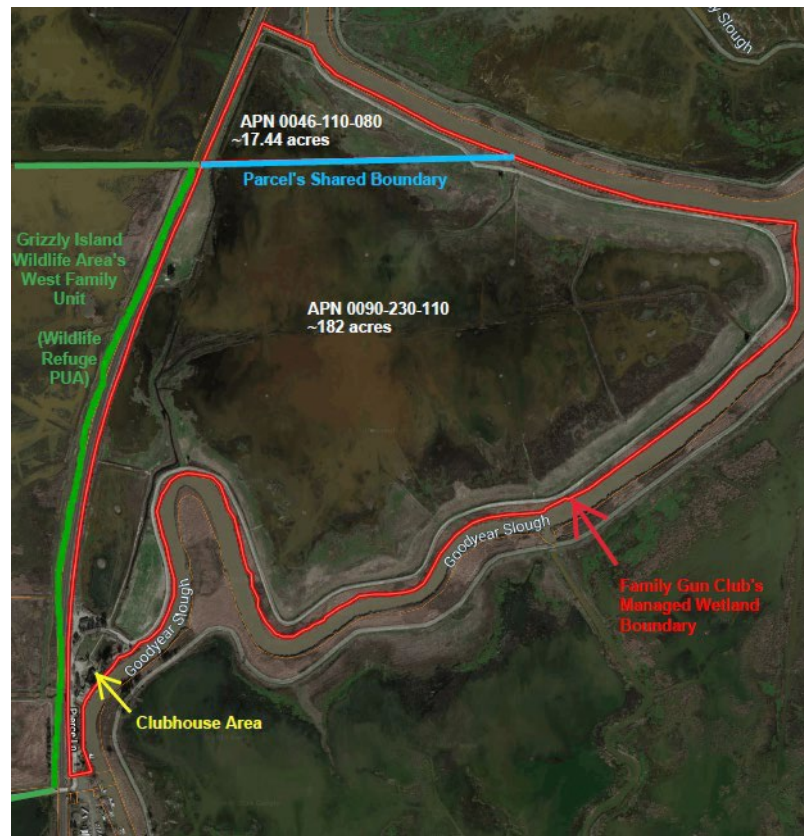 y Slough
APN 0046-110-080
~17.44 acres
Parcel's Shared Boundary
Grizzly Island
Wildlife Area's
West Family
Unit
(Wildlife
Refuge
PUA)
APN 0090-230-110
~182 acres
Goodyear Slough
Goodyear Slough
Family Gun Club's
Managed Wetland
Boundary
Clubhouse Area
Pierce Ln